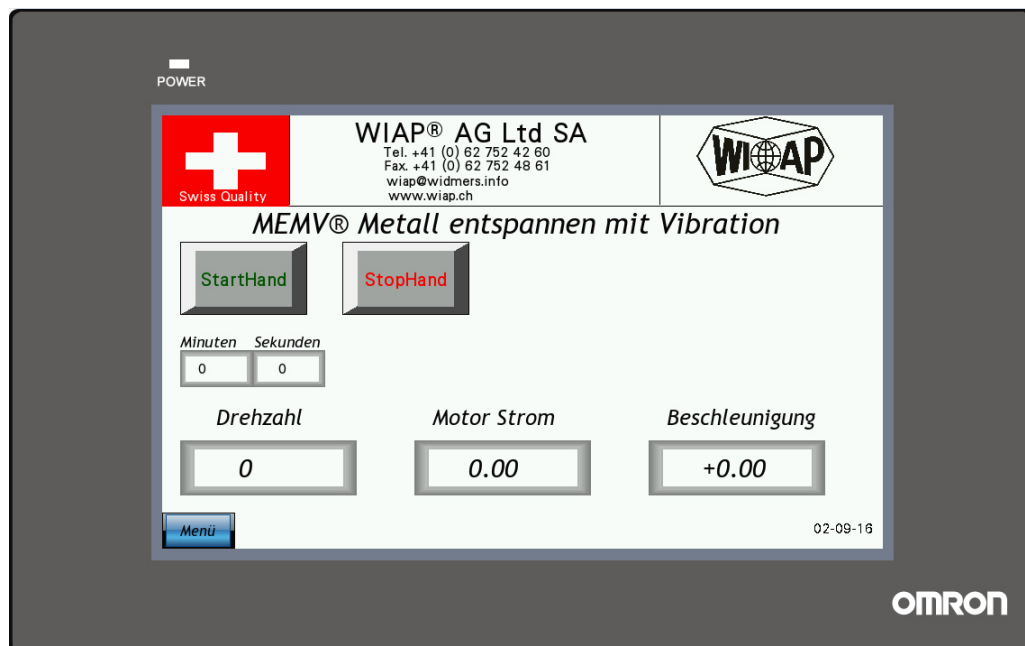 POWER
Swiss Quality
WIAP® AG Ltd SA
Tel. +41 (0) 62 752 42 60
Fax. +41 (0) 62 752 48 61
wiap@widmers.info
www.wiap.ch
WIAP
MEMV® Metall entspannen mit Vibration
StartHand StopHand
Minuten Sekunden
0 0
Drehzahl Motor Strom Beschleunigung
0 0.00 +0.00
Menü 02-09-16
OMRON